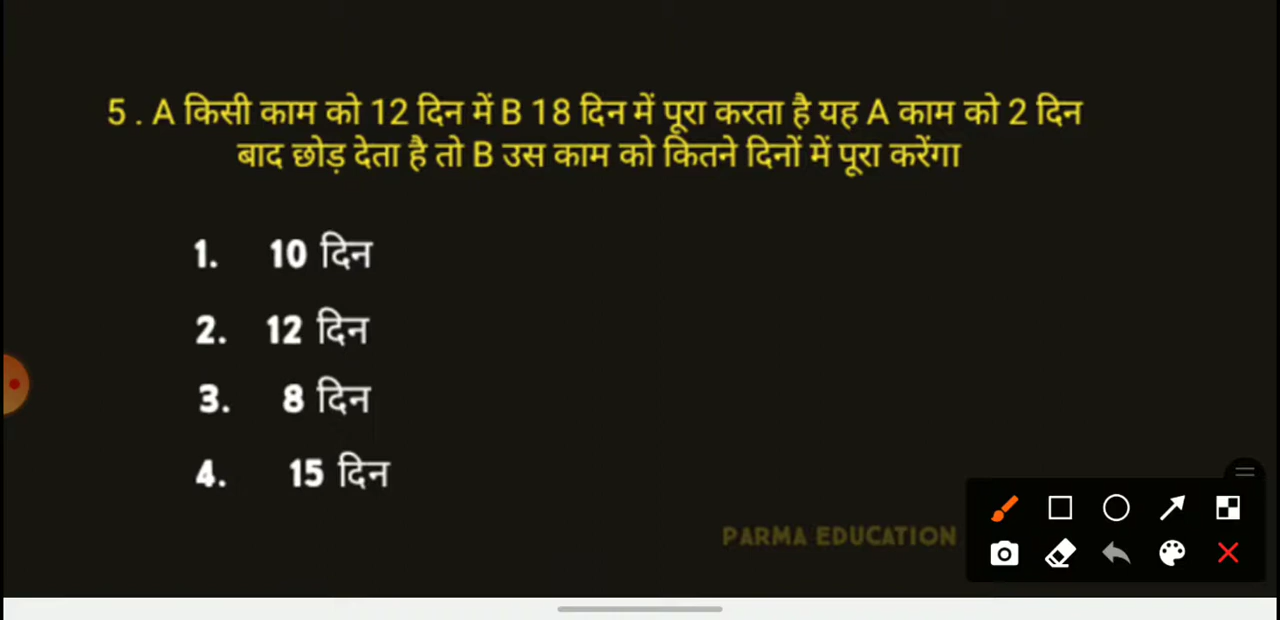 5 . A किसी काम को 12 दिन में B 18 दिन में पूरा करता है यह A काम को 2 दिन
बाद छोड़ देता है तो B उस काम को कितने दिनों में पूरा करेंगा
1. 10 दिन
2. 12 दिन
3. 8 दिन
4. 15 दिन
PARMA EDUCATION